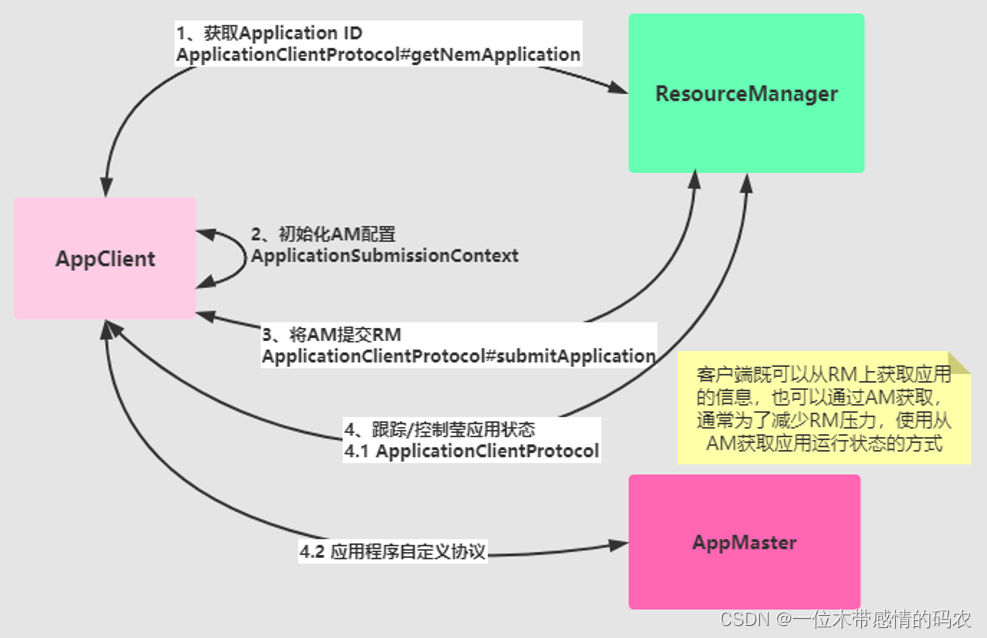 1、获取Application ID
ApplicationClientProtocol#getNemApplication
ResourceManager
AppClient
2、初始化AM配置
ApplicationSubmissionContext
3、将AM提交RM
ApplicationClientProtocol#submitApplication
客户端既可以从RM上获取应用
的信息，也可以通过AM获取，
通常为了减少RM压力，使用从
AM获取应用运行状态的方式
4、跟踪/控制莹应用状态
4.1 ApplicationClientProtocol
AppMaster
4.2 应用程序自定义协议
CSDN @一位木带感情的码农